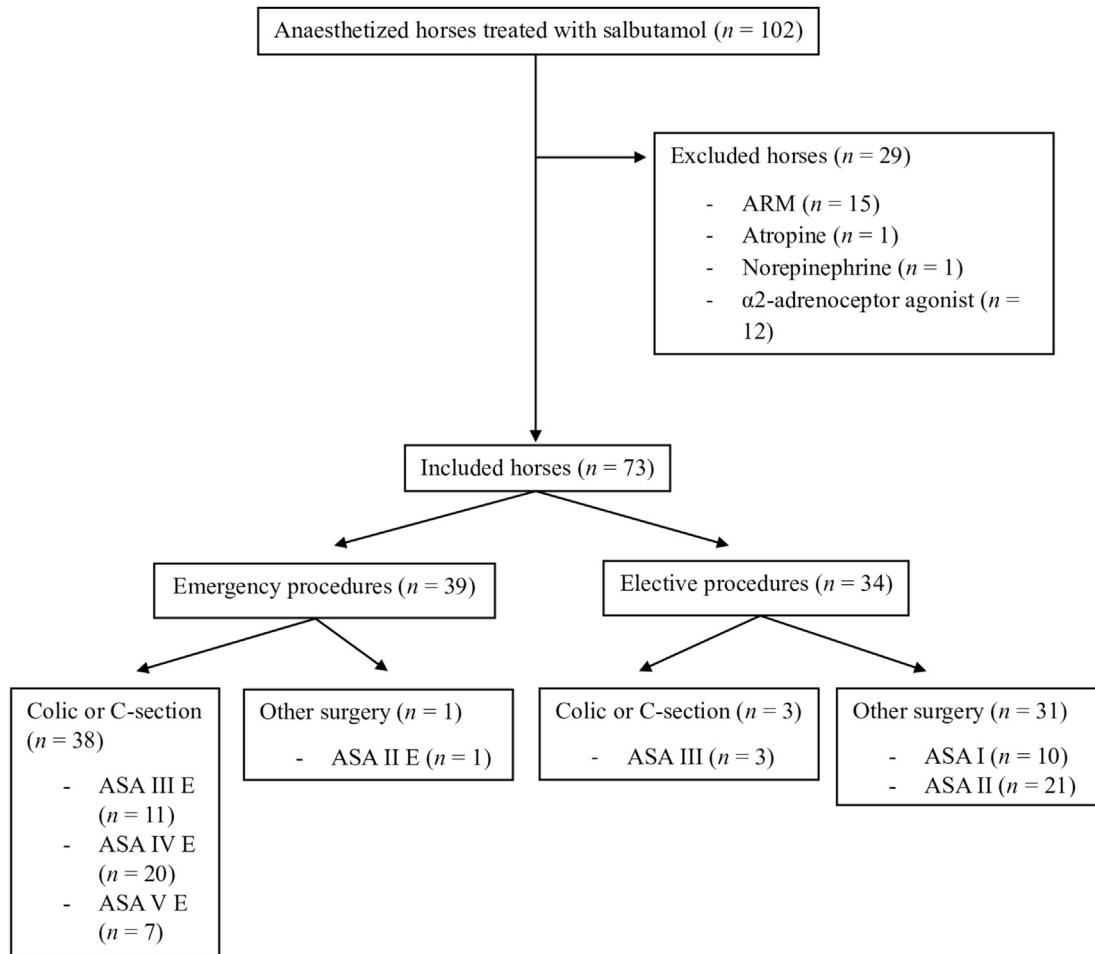 Anaesthetized horses treated with salbutamol (n = 102)
Excluded horses (n = 29)
- ARM (n = 15)
- Atropine (n = 1)
- Norepinephrine (n = 1)
- α2-adrenoceptor agonist (n =
12)
Included horses (n = 73)
Emergency procedures (n = 39)
Elective procedures (n = 34)
Colic or C-section
(n = 38)
- ASA III E
(n = 11)
- ASA IV E
(n = 20)
- ASA V E
(n = 7)
Other surgery (n = 1)
- ASA II E (n = 1)
Colic or C-section (n = 3)
- ASA III (n = 3)
Other surgery (n = 31)
- ASA I (n = 10)
- ASA II (n = 21)